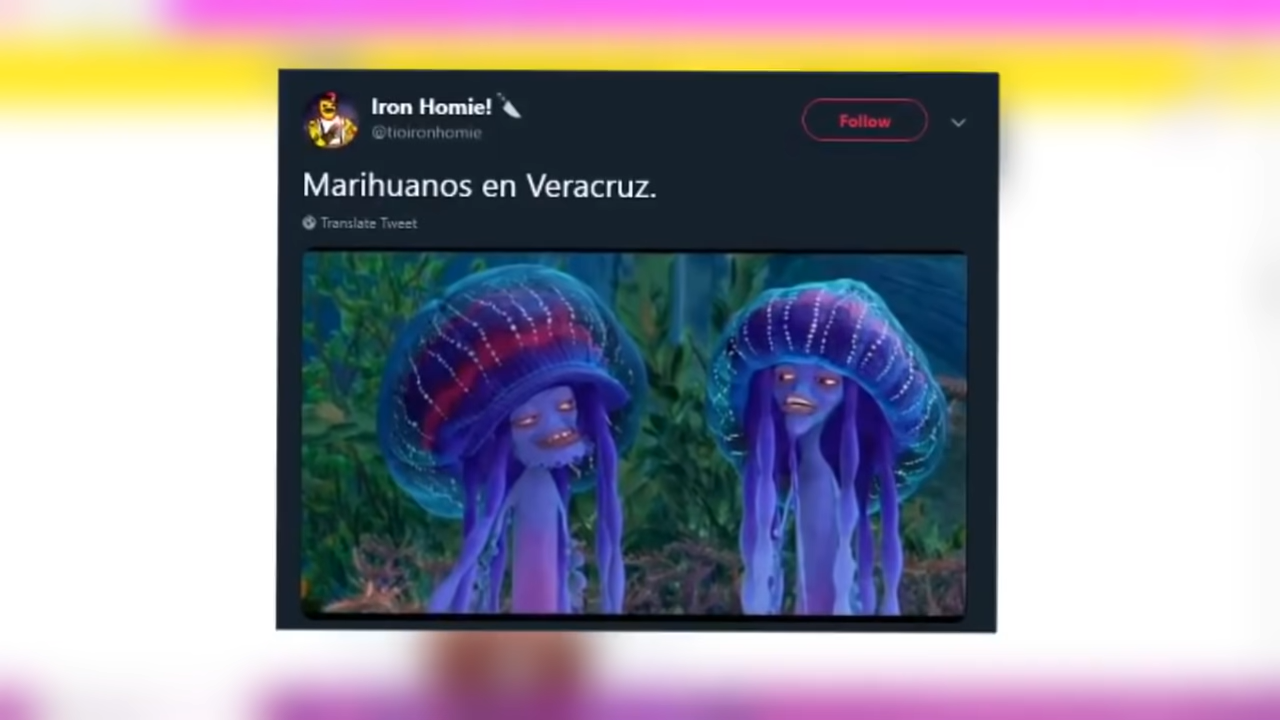 Iron Homie! 🔪
@tioironhomie
Follow
Marihuanos en Veracruz.
Translate Tweet